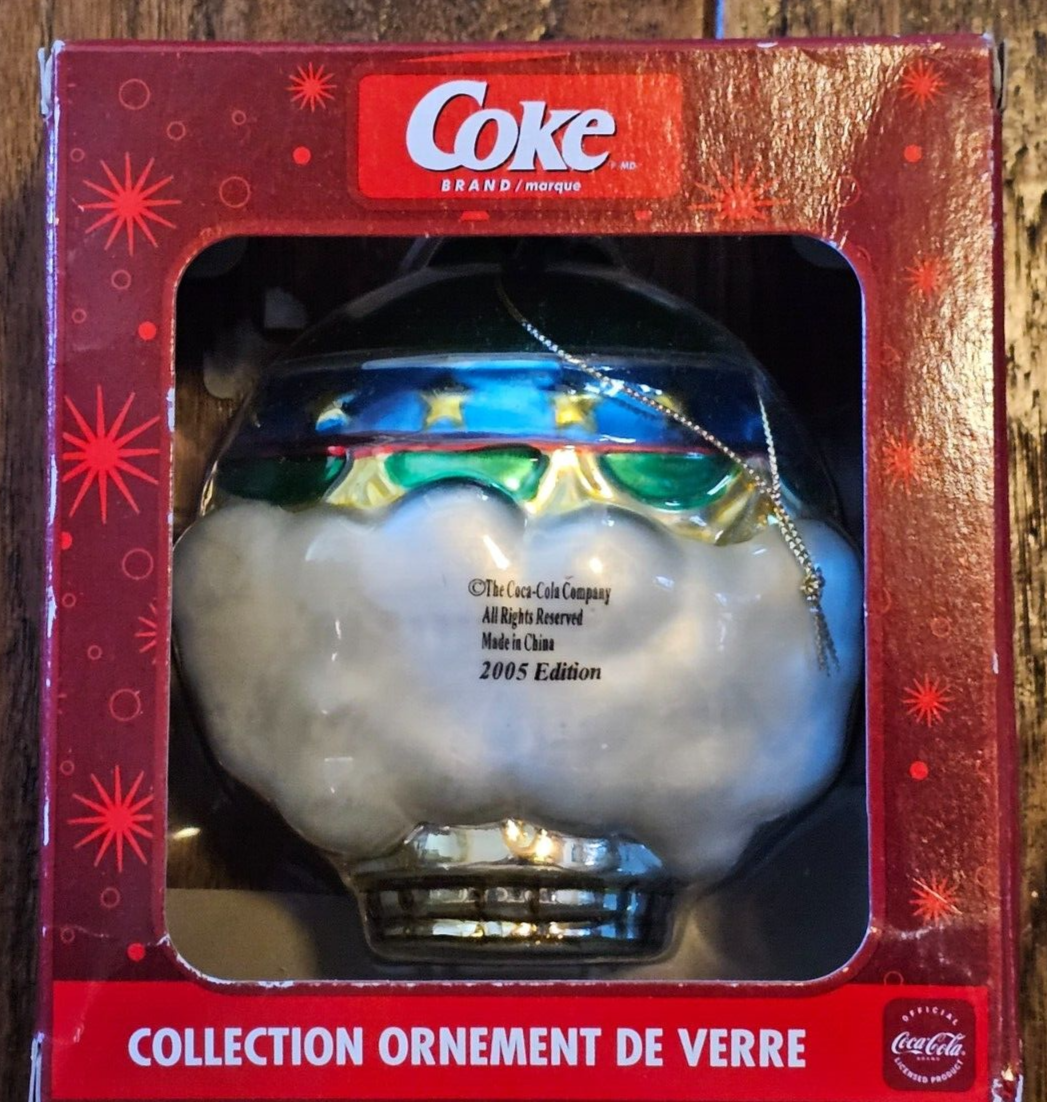 Coke
BRAND / marque
©The Coca-Cola Company
All Rights Reserved
Made in China
2005 Edition
COLLECTION ORNEMENT DE VERRE
OFFICIAL
Coca-Cola
BRAND
LICENSED PRODUCT